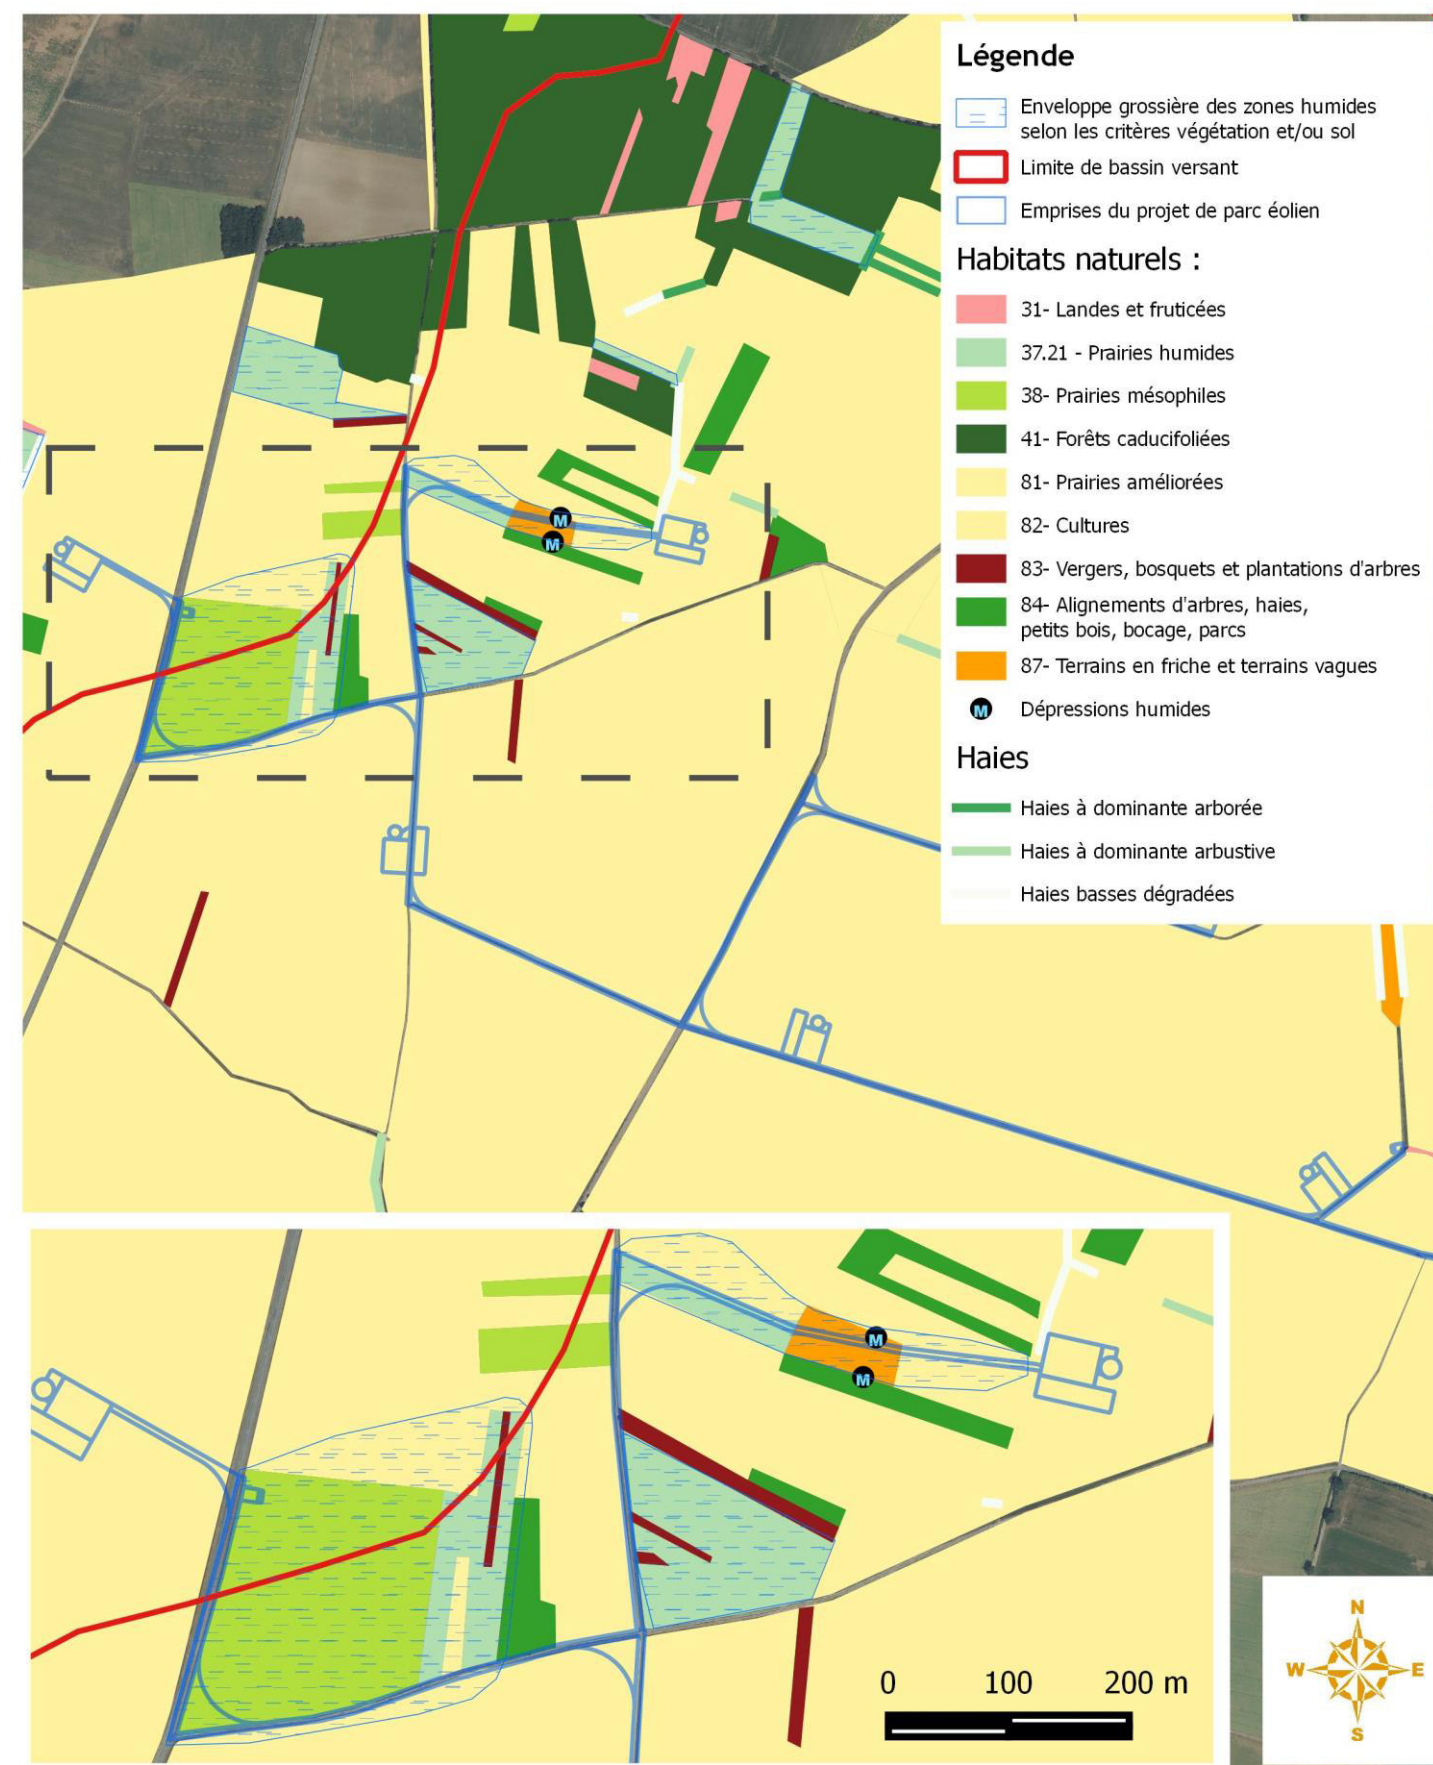 Légende
Enveloppe grossière des zones humides
selon les critères végétation et/ou sol
Limite de bassin versant
Emprises du projet de parc éolien
Habitats naturels :
31- Landes et fruticées
37.21 - Prairies humides
38- Prairies mésophiles
41- Forêts caducifoliées
81- Prairies améliorées
82- Cultures
83- Vergers, bosquets et plantations d'arbres
84- Alignements d'arbres, haies,
petits bois, bocage, parcs
87- Terrains en friche et terrains vagues
M Dépressions humides
Haies
Haies à dominante arborée
Haies à dominante arbustive
Haies basses dégradées
M
M
M
M
0 100 200 m
N
W E
S